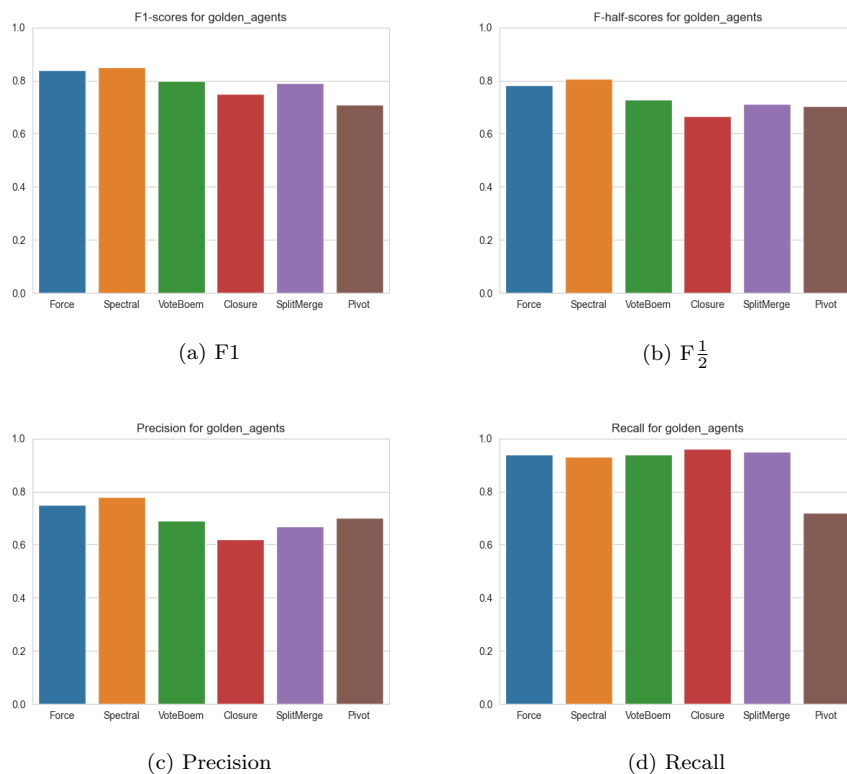 F1-scores for golden_agents
1.0
0.8
0.6
0.4
0.2
0.0
Force Spectral VoteBoem Closure SplitMerge Pivot
(a) F1
F-half-scores for golden_agents
1.0
0.8
0.6
0.4
0.2
0.0
Force Spectral VoteBoem Closure SplitMerge Pivot
(b) F½
Precision for golden_agents
1.0
0.8
0.6
0.4
0.2
0.0
Force Spectral VoteBoem Closure SplitMerge Pivot
(c) Precision
Recall for golden_agents
1.0
0.8
0.6
0.4
0.2
0.0
Force Spectral VoteBoem Closure SplitMerge Pivot
(d) Recall